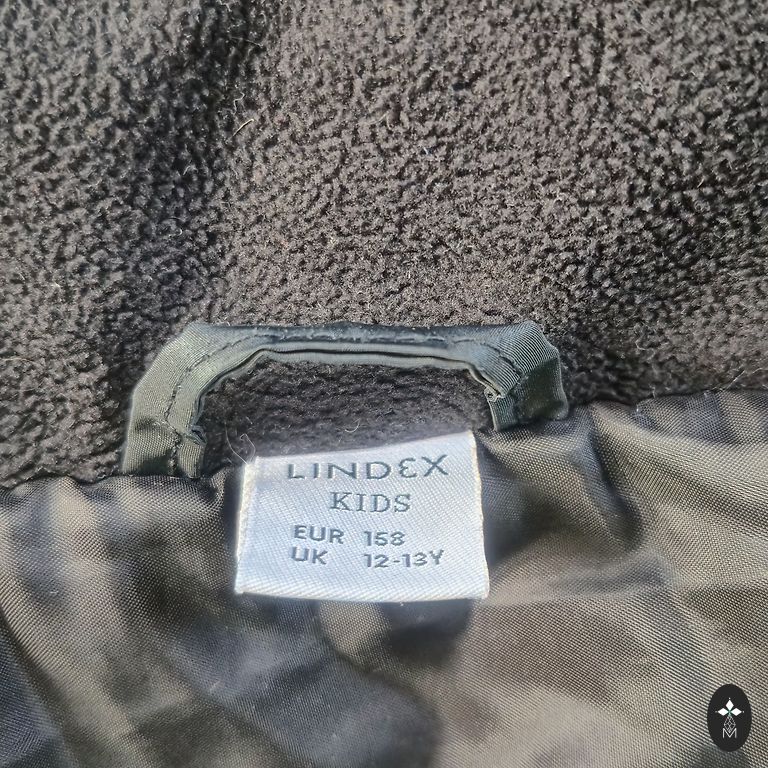 LINDEX
KIDS
EUR 158
UK 12-13Y
M